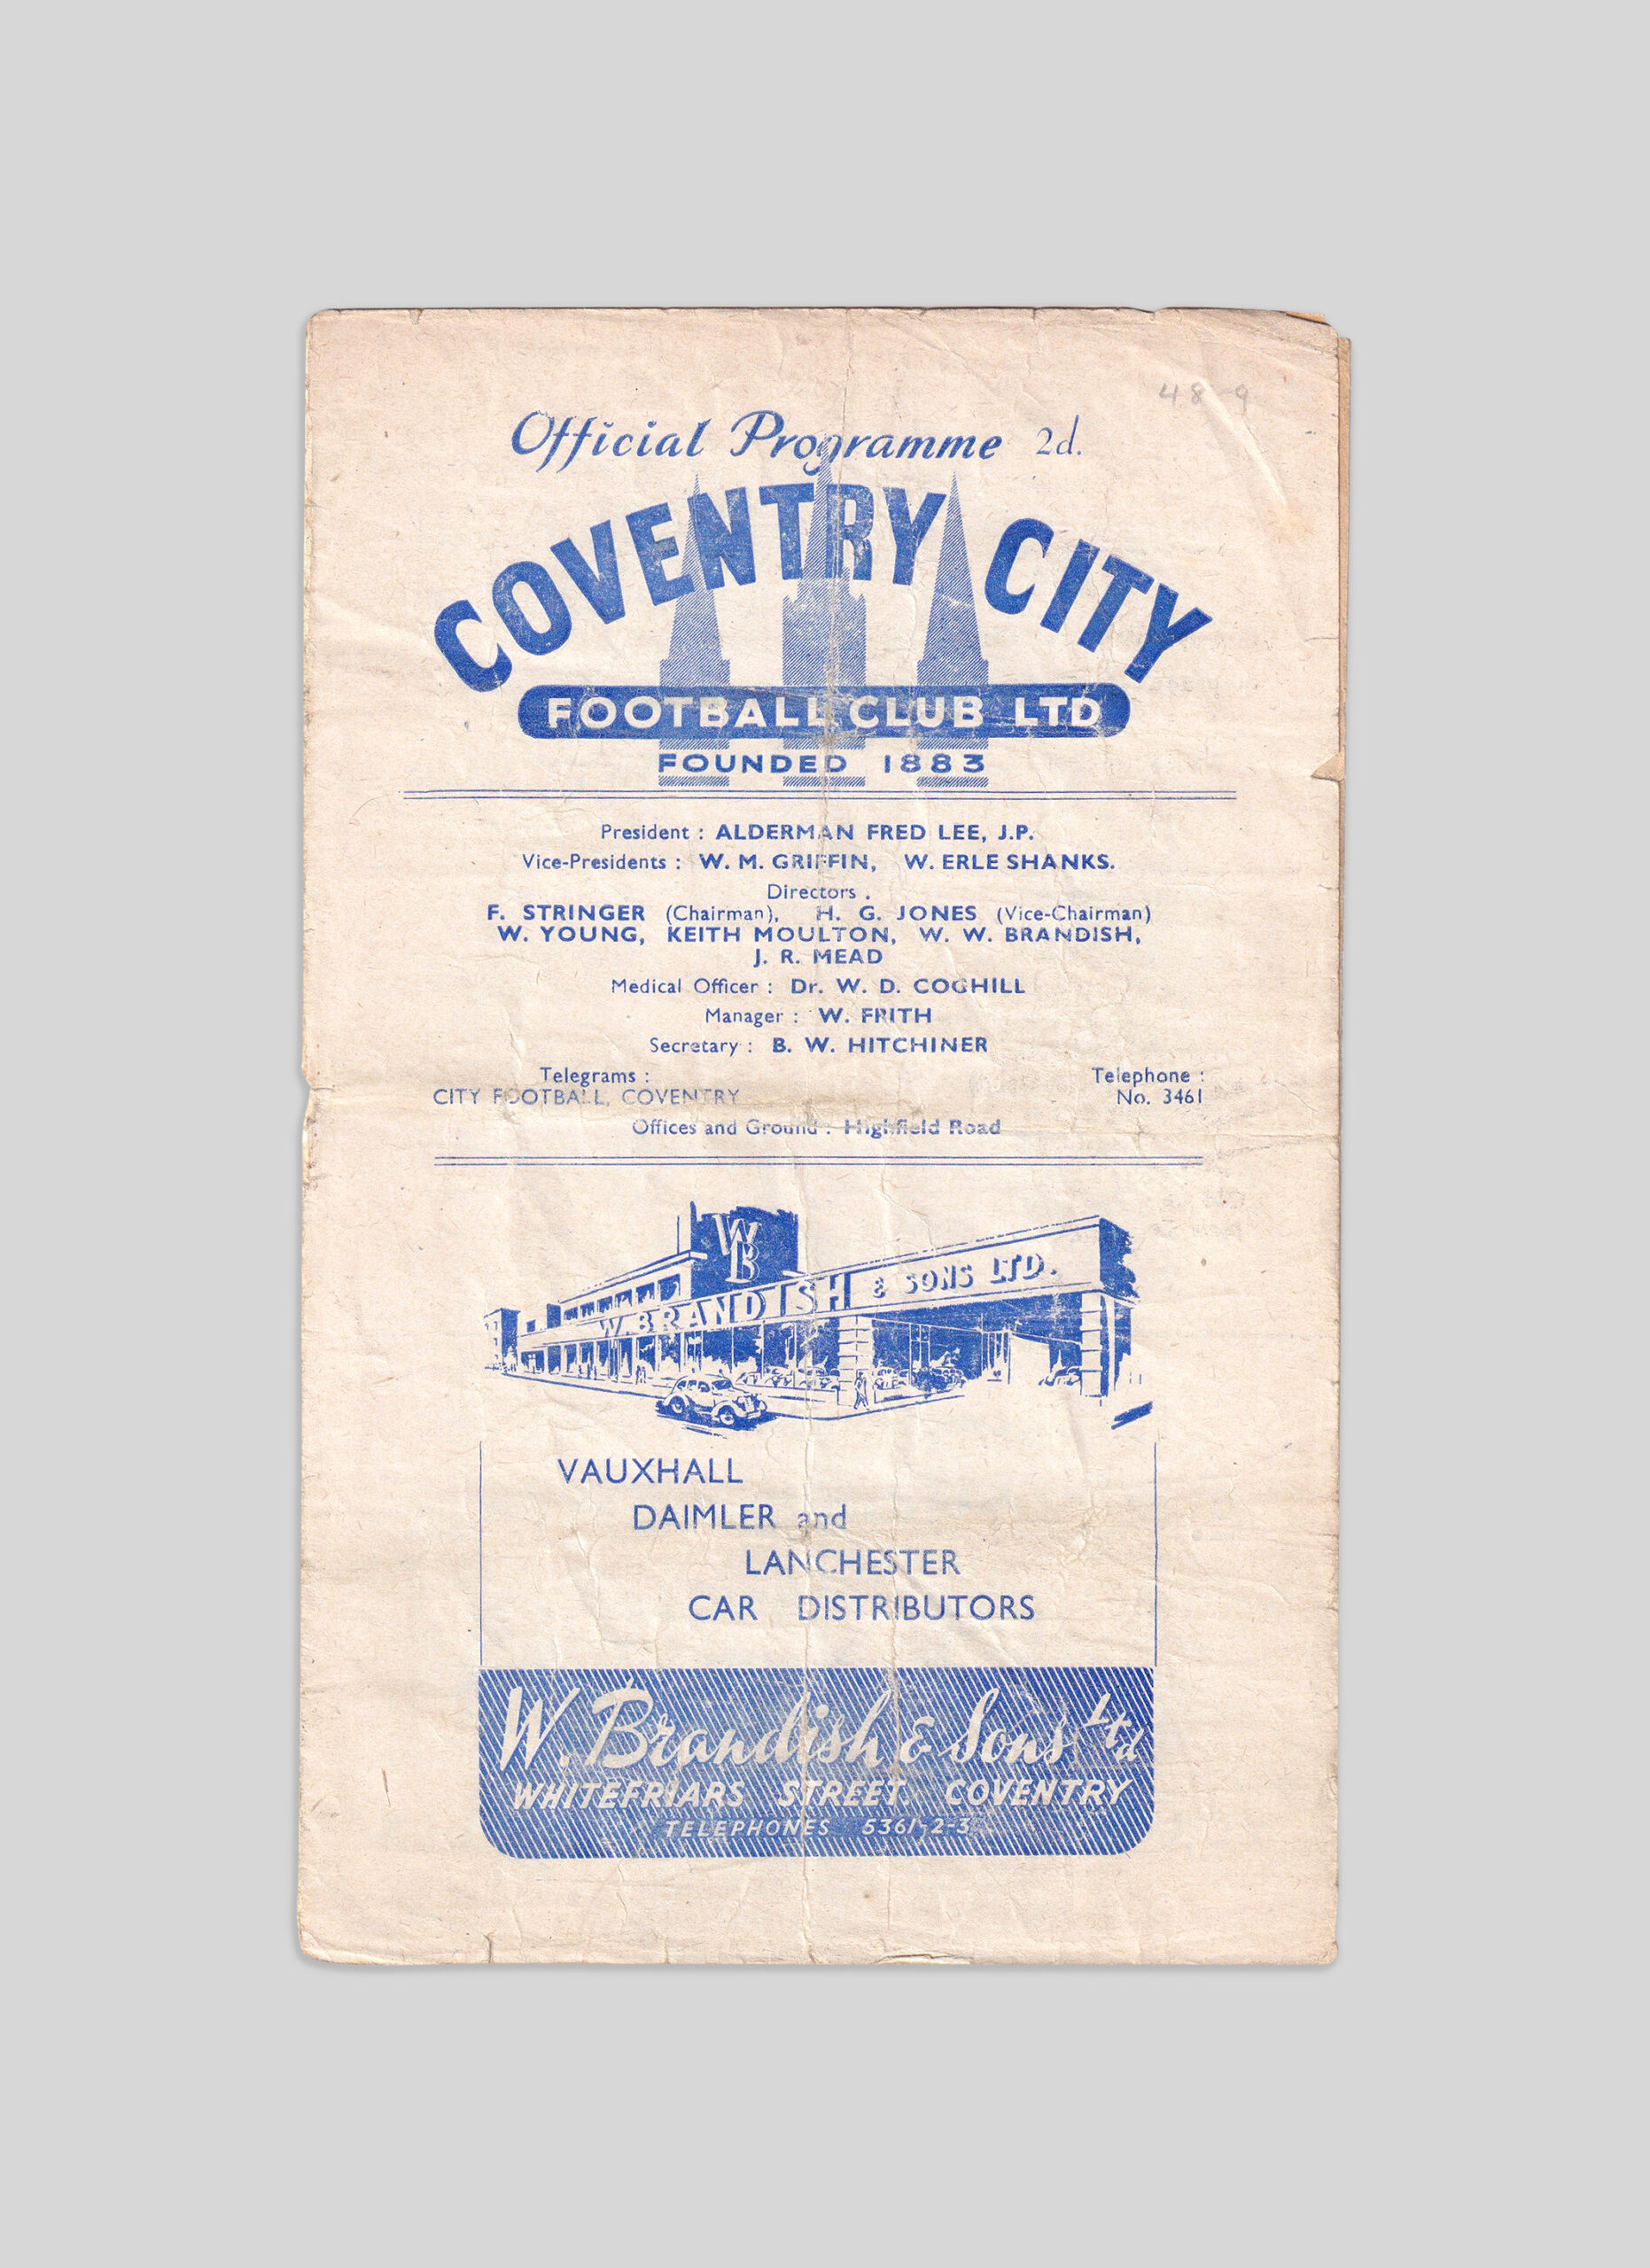 48-9
Official Programme 2d.
COVENTRY CITY
FOOTBALL CLUB LTD
FOUNDED 1883
President : ALDERMAN FRED LEE, J.P.
Vice-Presidents : W. M. GRIFFIN, W. ERLE SHANKS.
Directors .
F. STRINGER (Chairman), H. G. JONES (Vice-Chairman)
W. YOUNG, KEITH MOULTON, W. W. BRANDISH,
J. R. MEAD
Medical Officer : Dr. W. D. COGHILL
Manager : W. FRITH
Secretary : B. W. HITCHINER
Telegrams :
CITY FOOTBALL, COVENTRY
Telephone :
No. 3461
Offices and Ground : Highfield Road
WB
W. BRANDISH & SONS LTD.
VAUXHALL
DAIMLER and
LANCHESTER
CAR DISTRIBUTORS
W. Brandish & Sons Ltd
WHITEFRIARS STREET, COVENTRY
TELEPHONES 5361-2-3